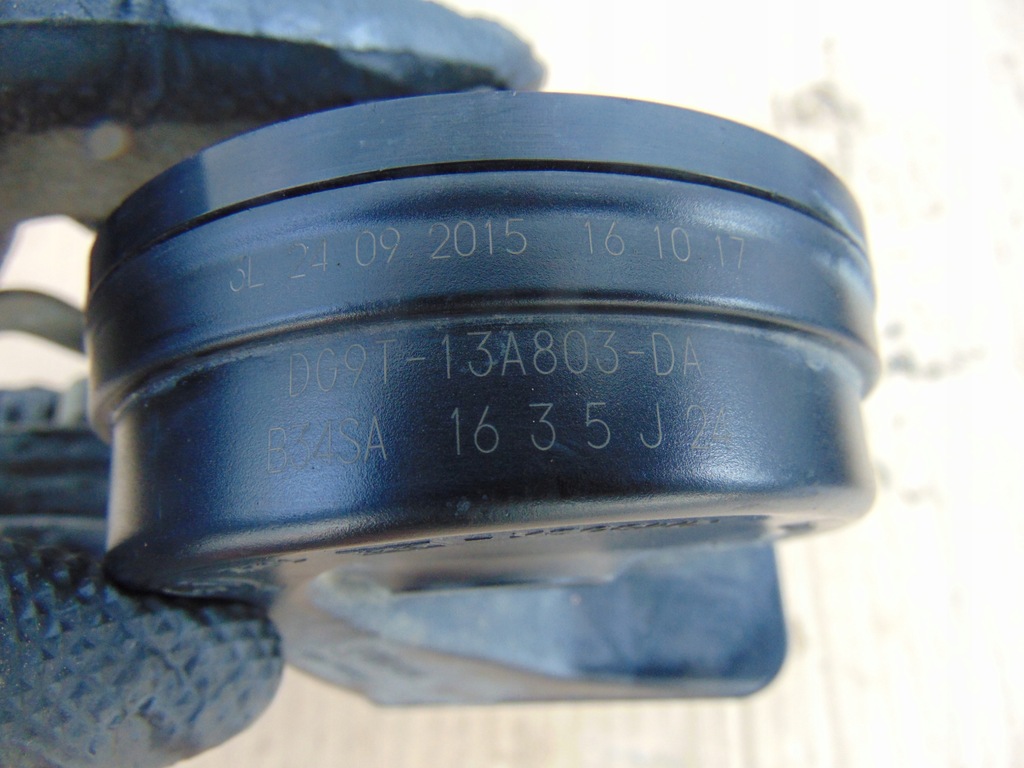 3L 24 09 2015 16 10 17
DG9T-13A803-DA
B34SA 16 3 5 J 24